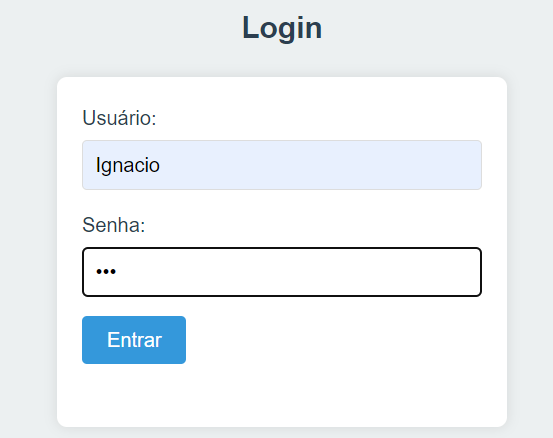 Login
Usuário:
Ignacio
Senha:
•••
Entrar